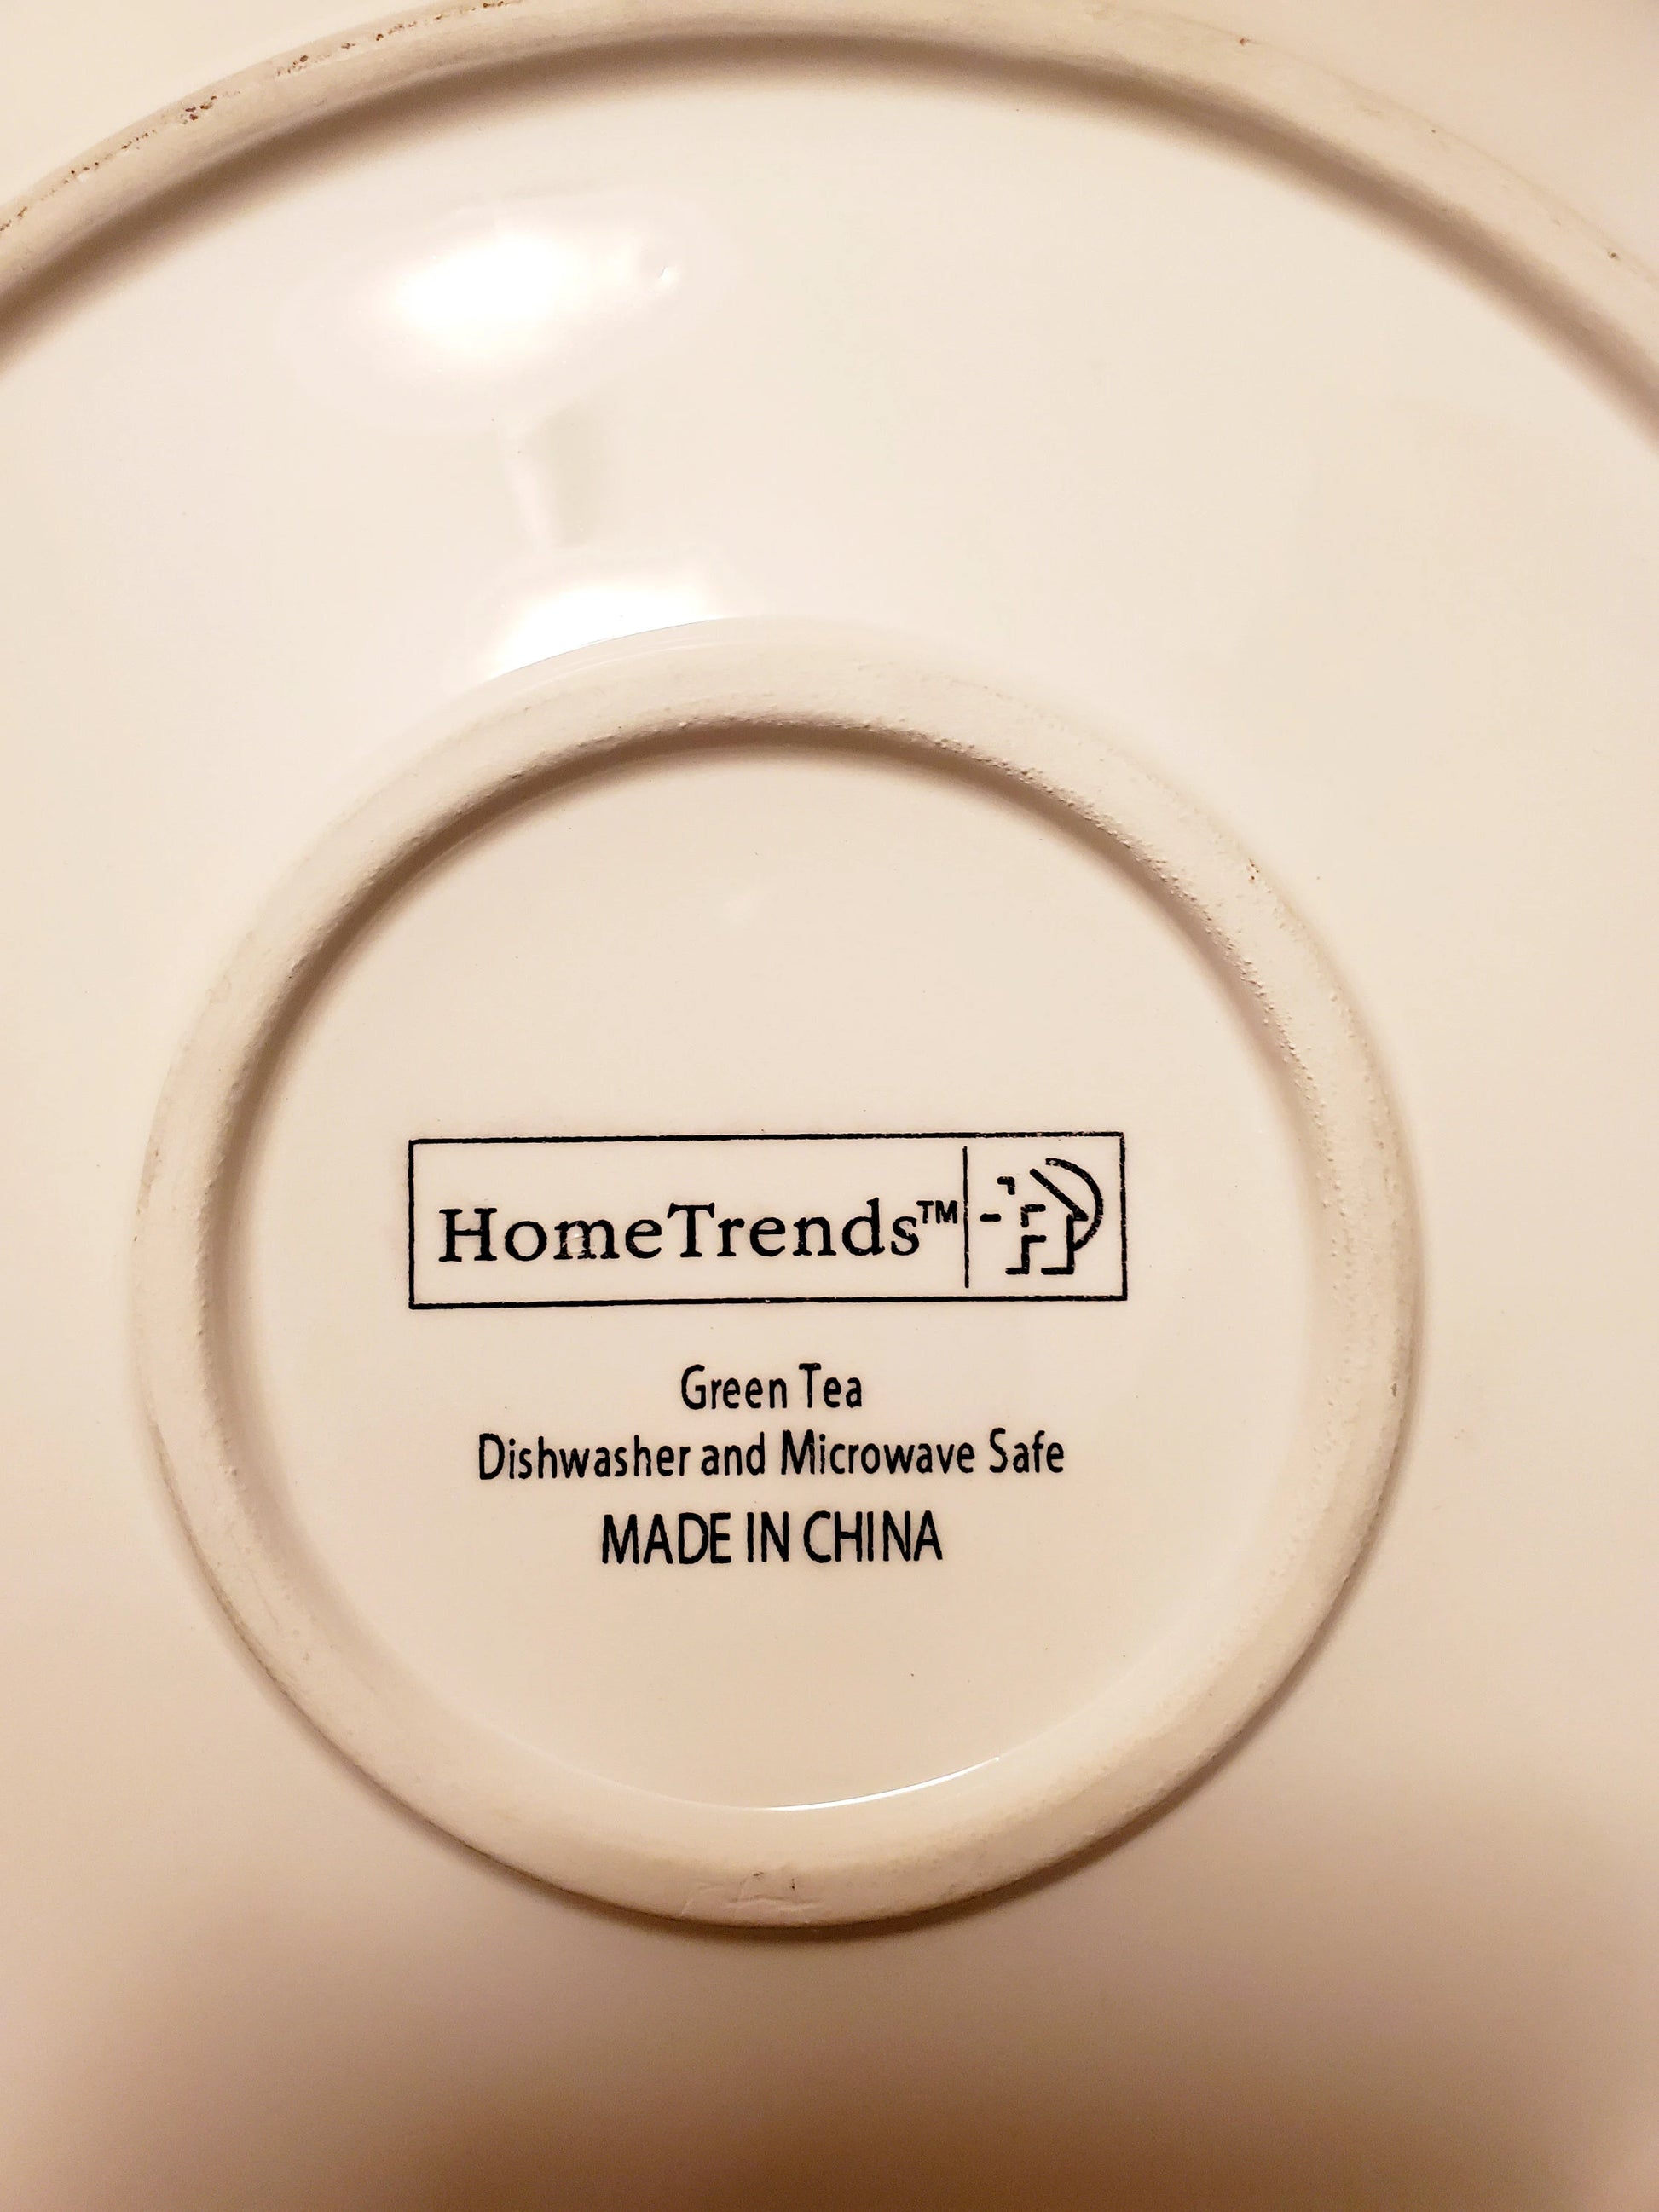 HomeTrends™
Green Tea
Dishwasher and Microwave Safe
MADE IN CHINA